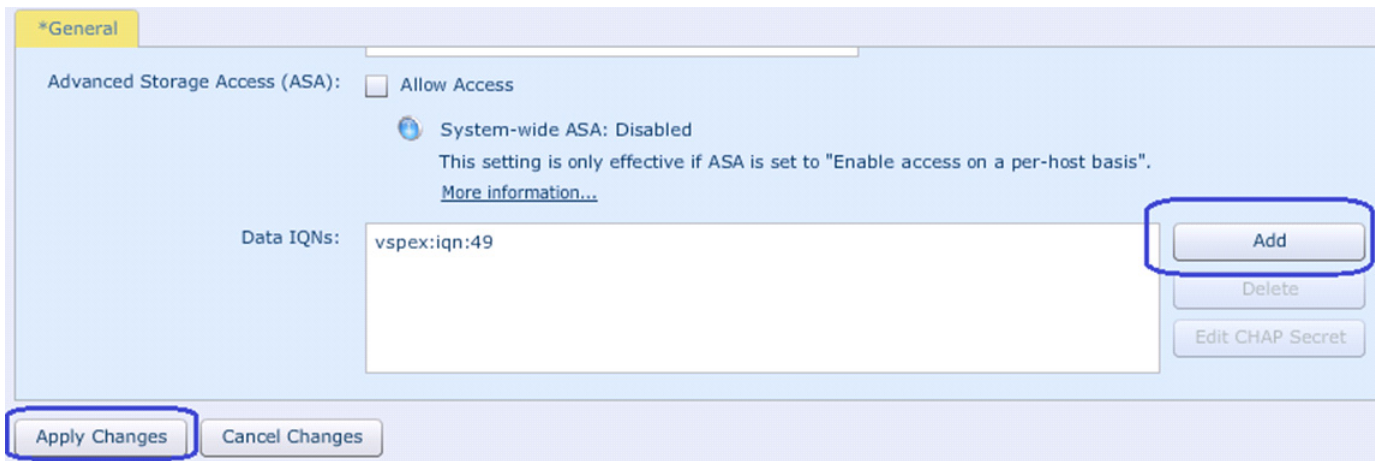 *General
Advanced Storage Access (ASA): Allow Access
System-wide ASA: Disabled
This setting is only effective if ASA is set to "Enable access on a per-host basis".
More information...
Data IQNs: vspex:iqn:49 Add
Delete
Edit CHAP Secret
Apply Changes Cancel Changes